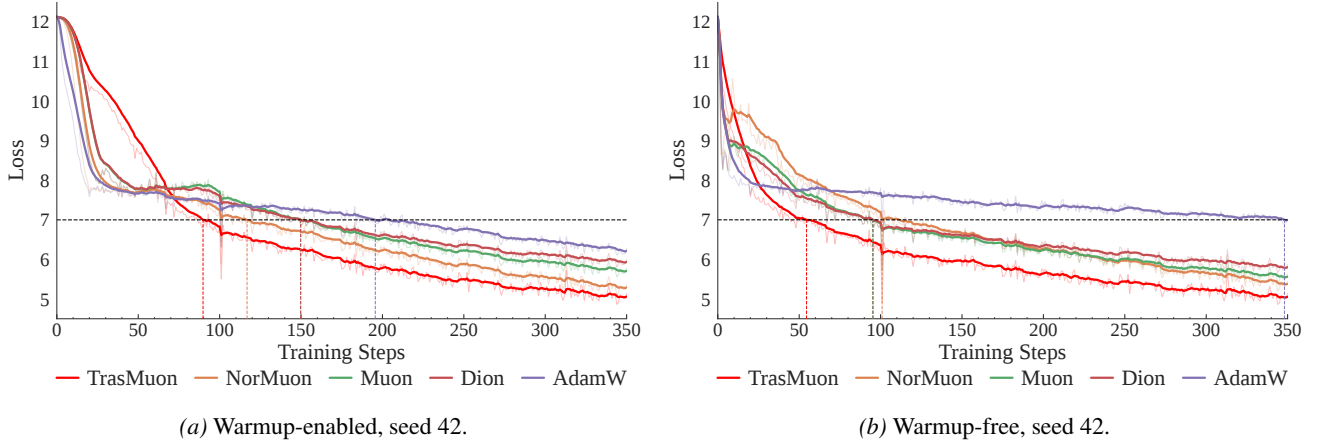 12
11
10
9
8
7
6
5
Loss
0 50 100 150 200 250 300 350
Training Steps
TrasMuon NorMuon Muon Dion AdamW
(a) Warmup-enabled, seed 42.
12
11
10
9
8
7
6
5
Loss
0 50 100 150 200 250 300 350
Training Steps
TrasMuon NorMuon Muon Dion AdamW
(b) Warmup-free, seed 42.